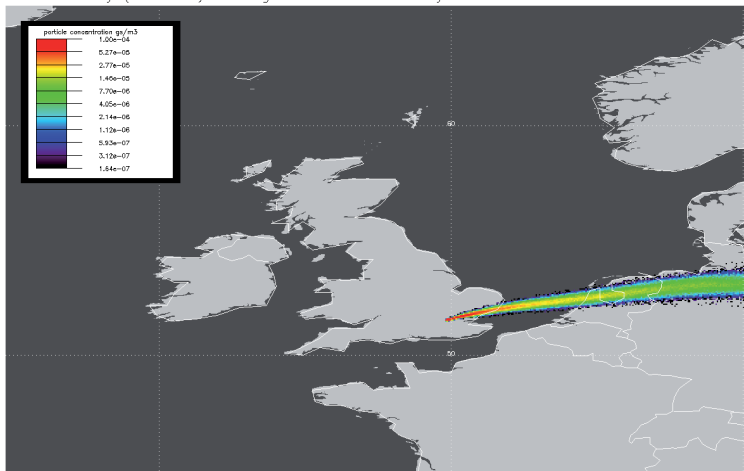 particle concentration gs/m3
1.00e-04
5.27e-05
2.77e-05
1.46e-05
7.70e-06
4.05e-06
2.14e-06
1.12e-06
5.93e-07
3.12e-07
1.64e-07
60
50